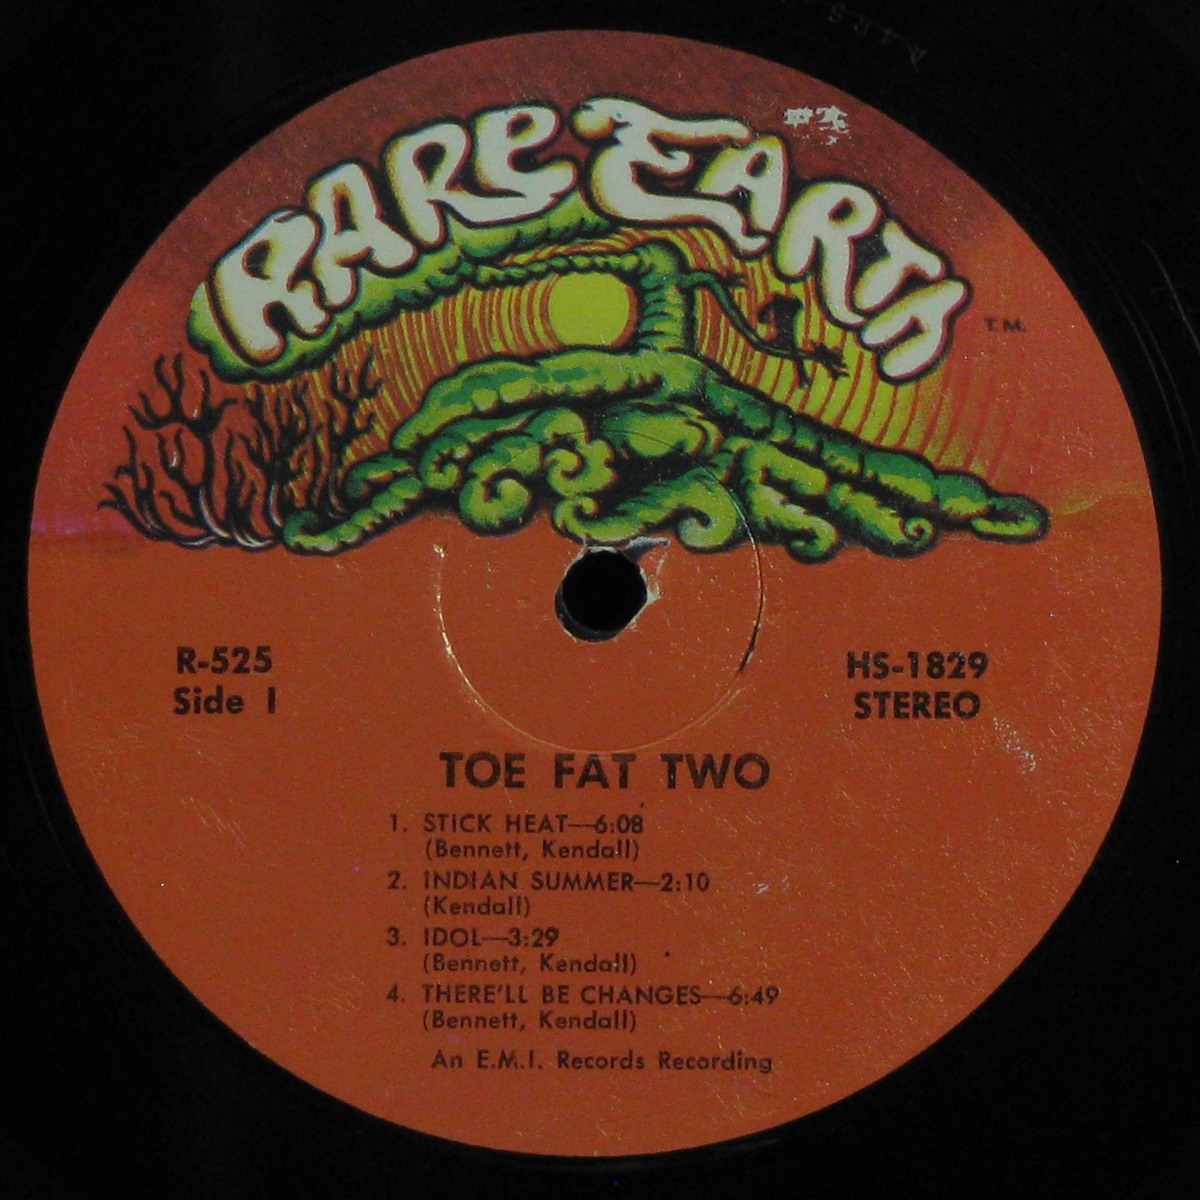 RARE EARTH
T.M.
R-525
Side 1
HS-1829
STEREO
TOE FAT TWO
1. STICK HEAT—6:08
(Bennett, Kendall)
2. INDIAN SUMMER—2:10
(Kendall)
3. IDOL—3:29
(Bennett, Kendall)
4. THERE'LL BE CHANGES—6:49
(Bennett, Kendall)
An E.M.I. Records Recording